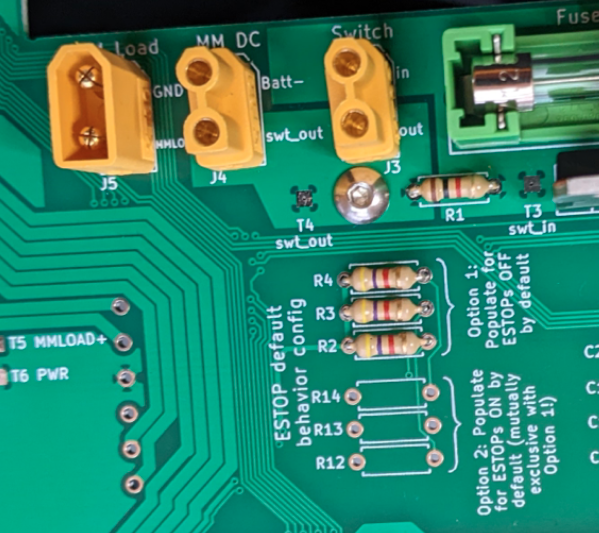 Load
MM DC
Switch
Fuse
GND
Batt-
in
MMLO
swt_out
out
J5
J4
J3
R1
T4
swt_out
T3
swt_in
R4
R3
R2
ESTOP default
behavior config
Option 1:
Populate for
ESTOPs OFF
by default
T5 MMLOAD+
T6 PWR
R14
R13
R12
Option 2: Populate
for ESTOPs ON by
default (mutually
exclusive with
Option 1!)